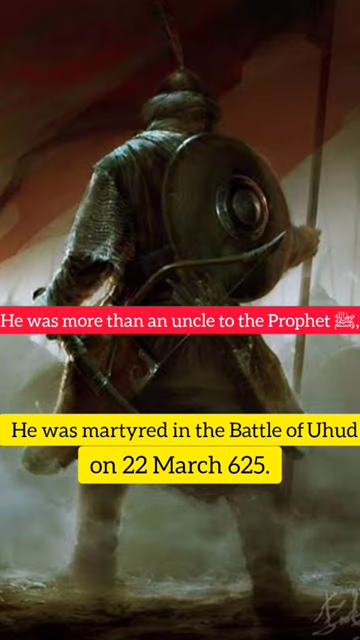 He was more than an uncle to the Prophet ﷺ,
He was martyred in the Battle of Uhud
on 22 March 625.